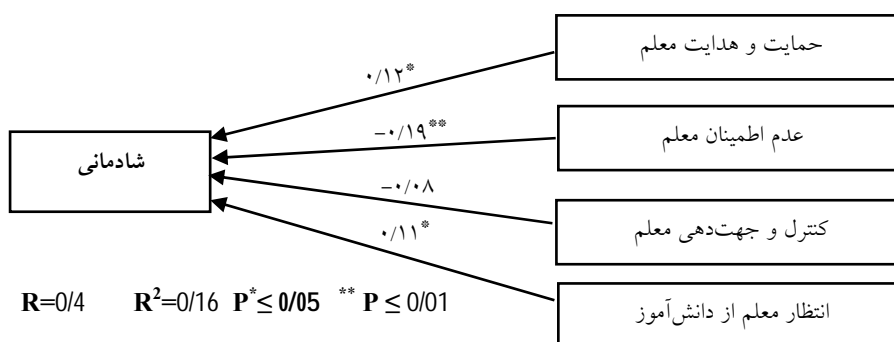 حمایت و هدایت معلم
۰/۱۲*
عدم اطمینان معلم
−۰/۱۹**
شادمانی
−۰/۰۸
کنترل و جهت‌دهی معلم
۰/۱۱*
انتظار معلم از دانش‌آموز
R=0/4 R²=0/16 P*≤ 0/05 ** P ≤ 0/01